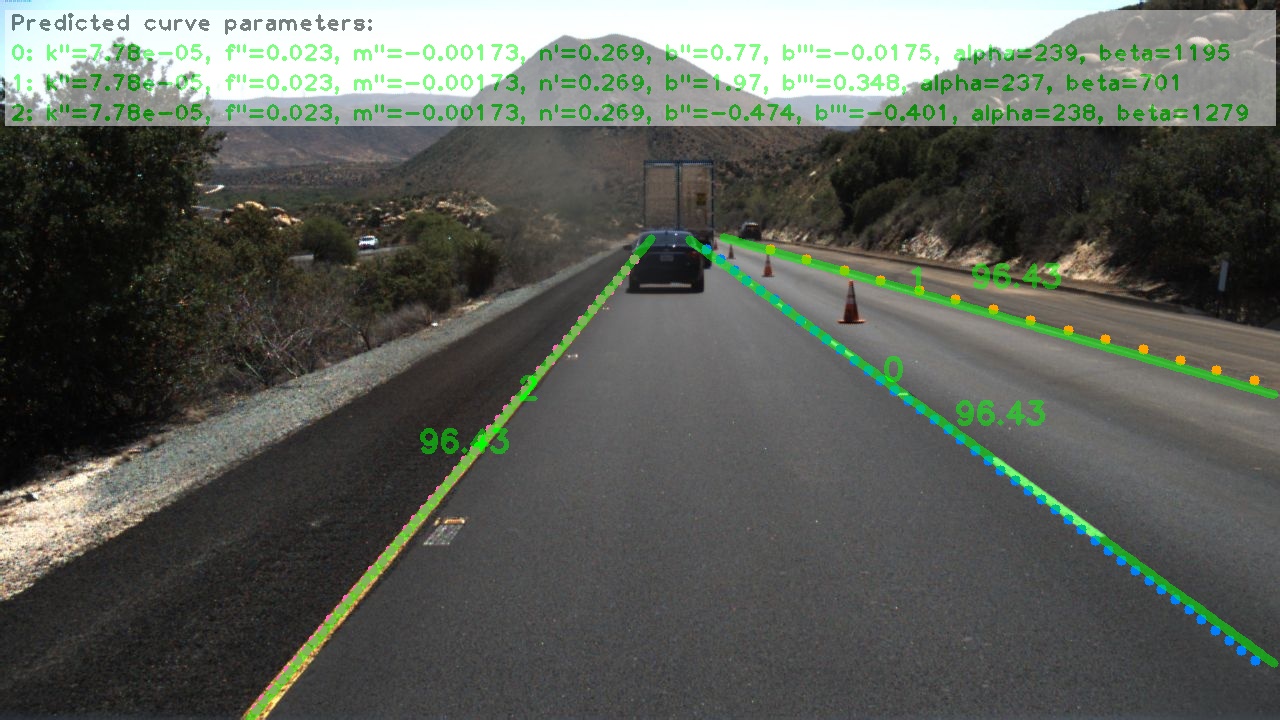 Predicted curve parameters:
0: k''=7.78e-05, f''=0.023, m''=-0.00173, n'=0.269, b''=0.77, b'''=-0.0175, alpha=239, beta=1195
1: k''=7.78e-05, f''=0.023, m''=-0.00173, n'=0.269, b''=1.97, b'''=0.348, alpha=237, beta=701
2: k''=7.78e-05, f''=0.023, m''=-0.00173, n'=0.269, b''=-0.474, b'''=-0.401, alpha=238, beta=1279
1 96.43
0
2
96.43
96.43